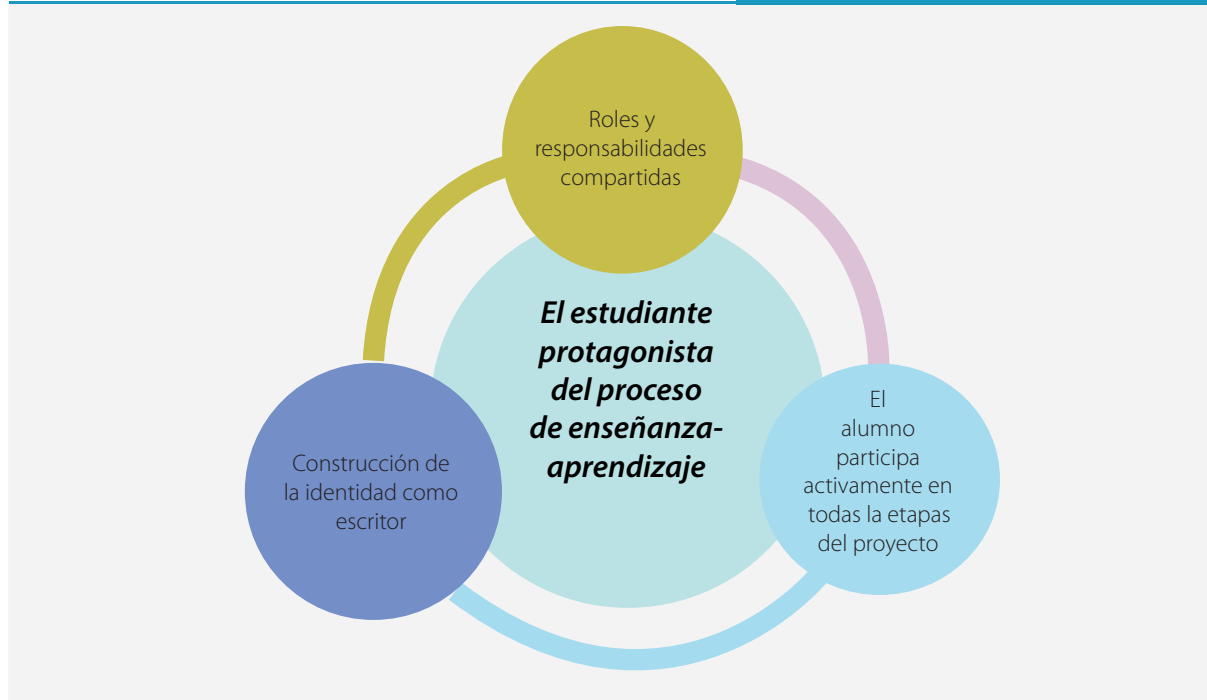 Roles y
responsabilidades
compartidas
El estudiante
protagonista
del proceso
de enseñanza-
aprendizaje
Construcción de
la identidad como
escritor
El
alumno
participa
activamente en
todas la etapas
del proyecto